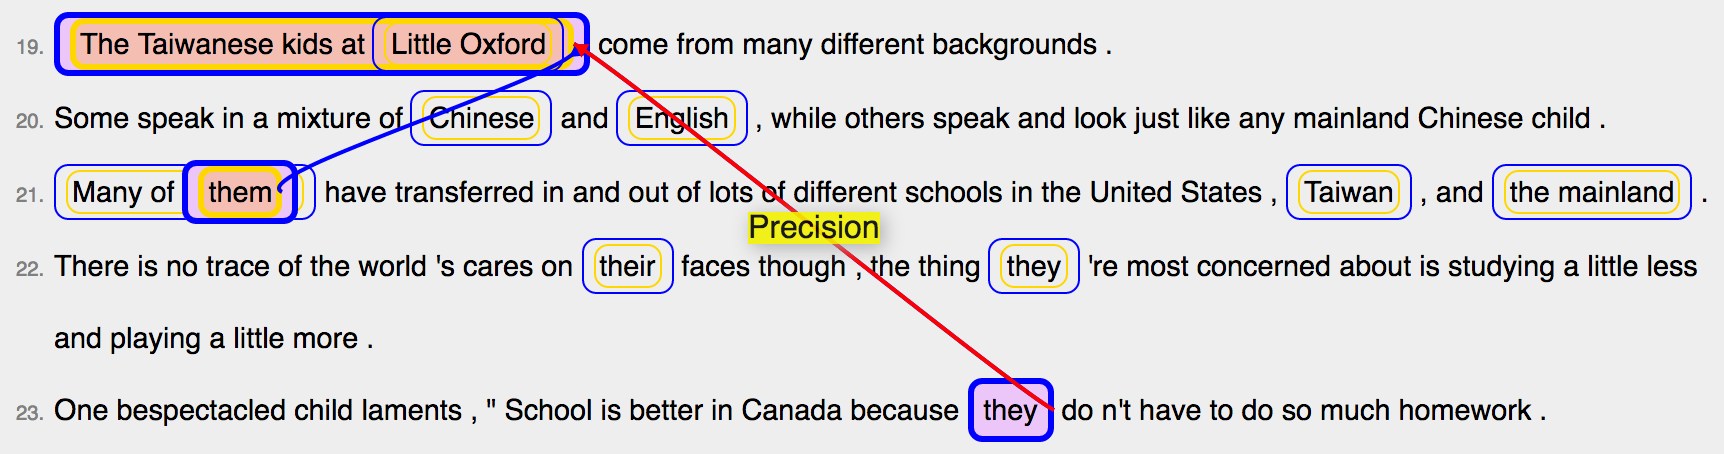 19. The Taiwanese kids at Little Oxford come from many different backgrounds .
20. Some speak in a mixture of Chinese and English , while others speak and look just like any mainland Chinese child .
21. Many of them have transferred in and out of lots of different schools in the United States , Taiwan , and the mainland .
Precision
22. There is no trace of the world 's cares on their faces though , the thing they 're most concerned about is studying a little less
and playing a little more .
23. One bespectacled child laments , " School is better in Canada because they do n't have to do so much homework .